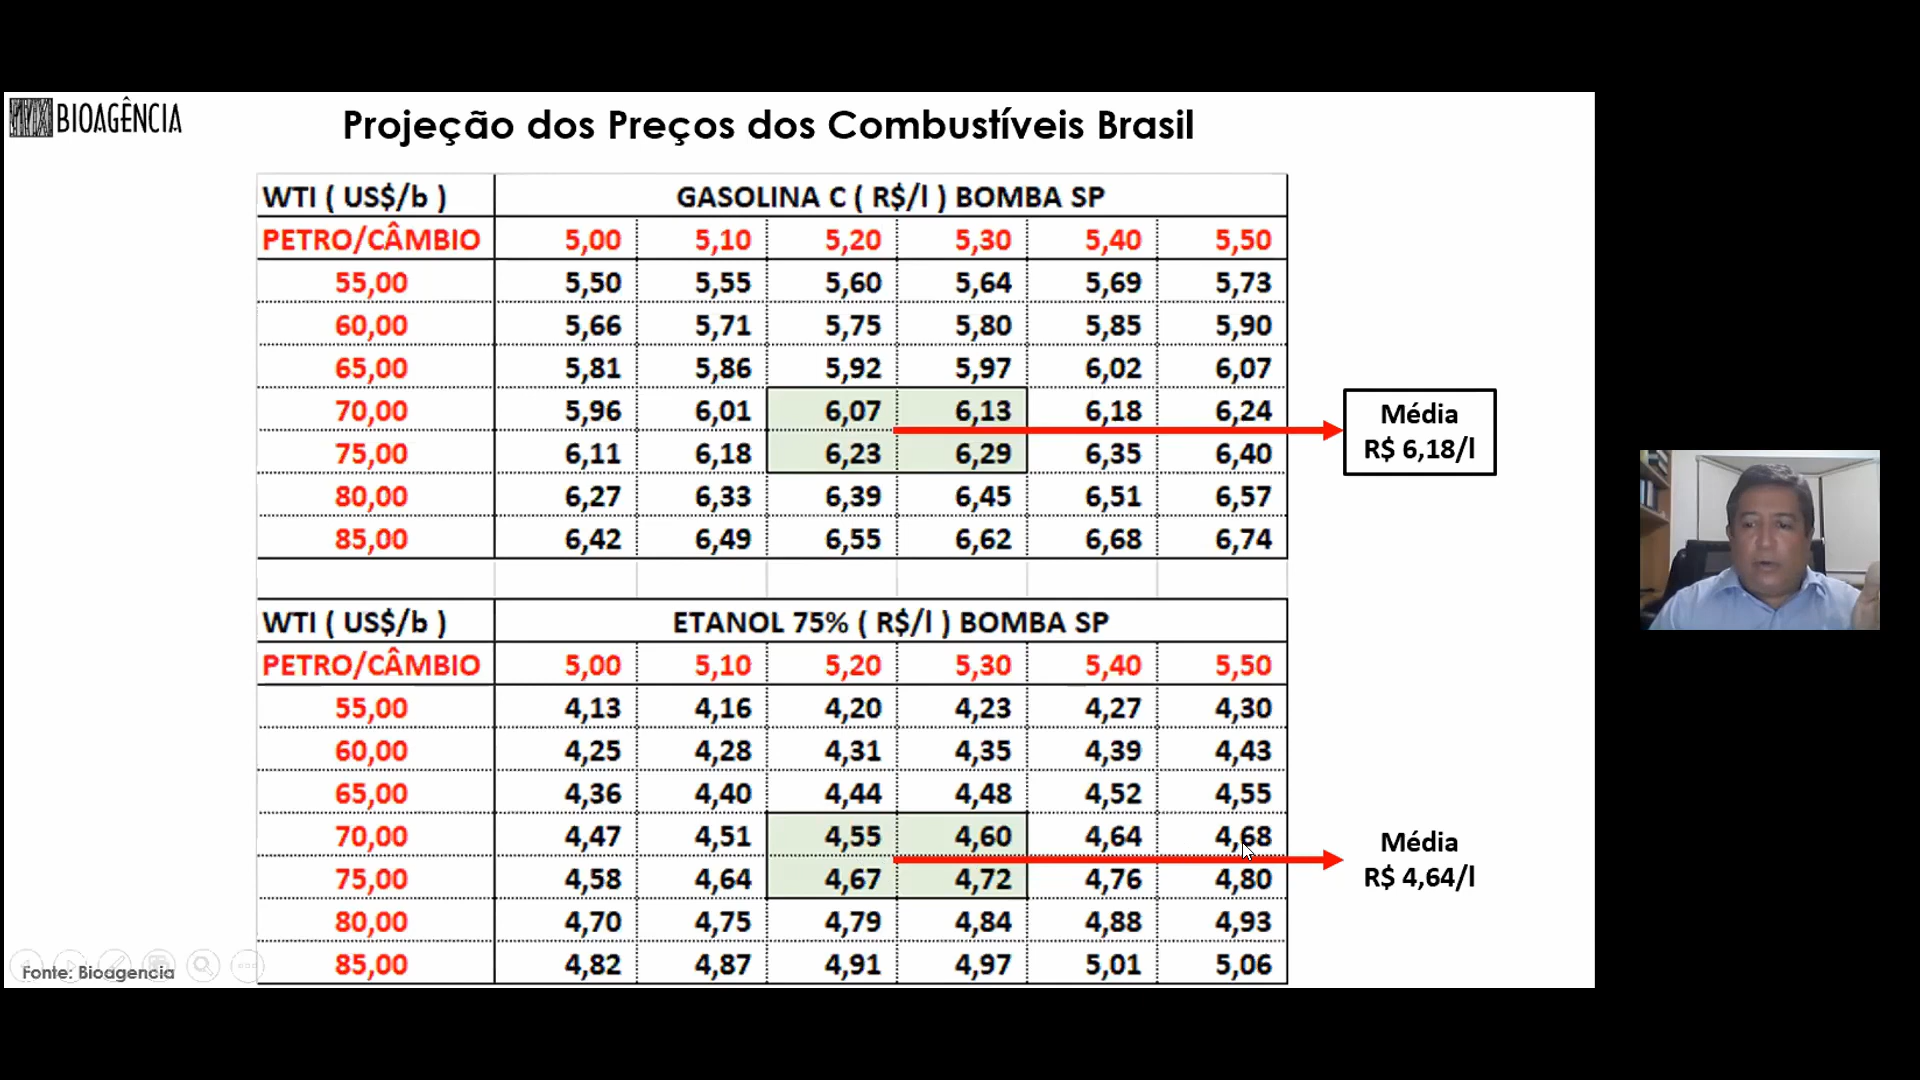 BIOAGÊNCIA
Projeção dos Preços dos Combustíveis Brasil
WTI ( US$/b ) GASOLINA C ( R$/l ) BOMBA SP
PETRO/CÂMBIO 5,00 5,10 5,20 5,30 5,40 5,50
55,00 5,50 5,55 5,60 5,64 5,69 5,73
60,00 5,66 5,71 5,75 5,80 5,85 5,90
65,00 5,81 5,86 5,92 5,97 6,02 6,07
70,00 5,96 6,01 6,07 6,13 6,18 6,24
75,00 6,11 6,18 6,23 6,29 6,35 6,40
80,00 6,27 6,33 6,39 6,45 6,51 6,57
85,00 6,42 6,49 6,55 6,62 6,68 6,74
Média
R$ 6,18/l
WTI ( US$/b ) ETANOL 75% ( R$/l ) BOMBA SP
PETRO/CÂMBIO 5,00 5,10 5,20 5,30 5,40 5,50
55,00 4,13 4,16 4,20 4,23 4,27 4,30
60,00 4,25 4,28 4,31 4,35 4,39 4,43
65,00 4,36 4,40 4,44 4,48 4,52 4,55
70,00 4,47 4,51 4,55 4,60 4,64 4,68
75,00 4,58 4,64 4,67 4,72 4,76 4,80
80,00 4,70 4,75 4,79 4,84 4,88 4,93
85,00 4,82 4,87 4,91 4,97 5,01 5,06
Média
R$ 4,64/l
Fonte: Bioagencia